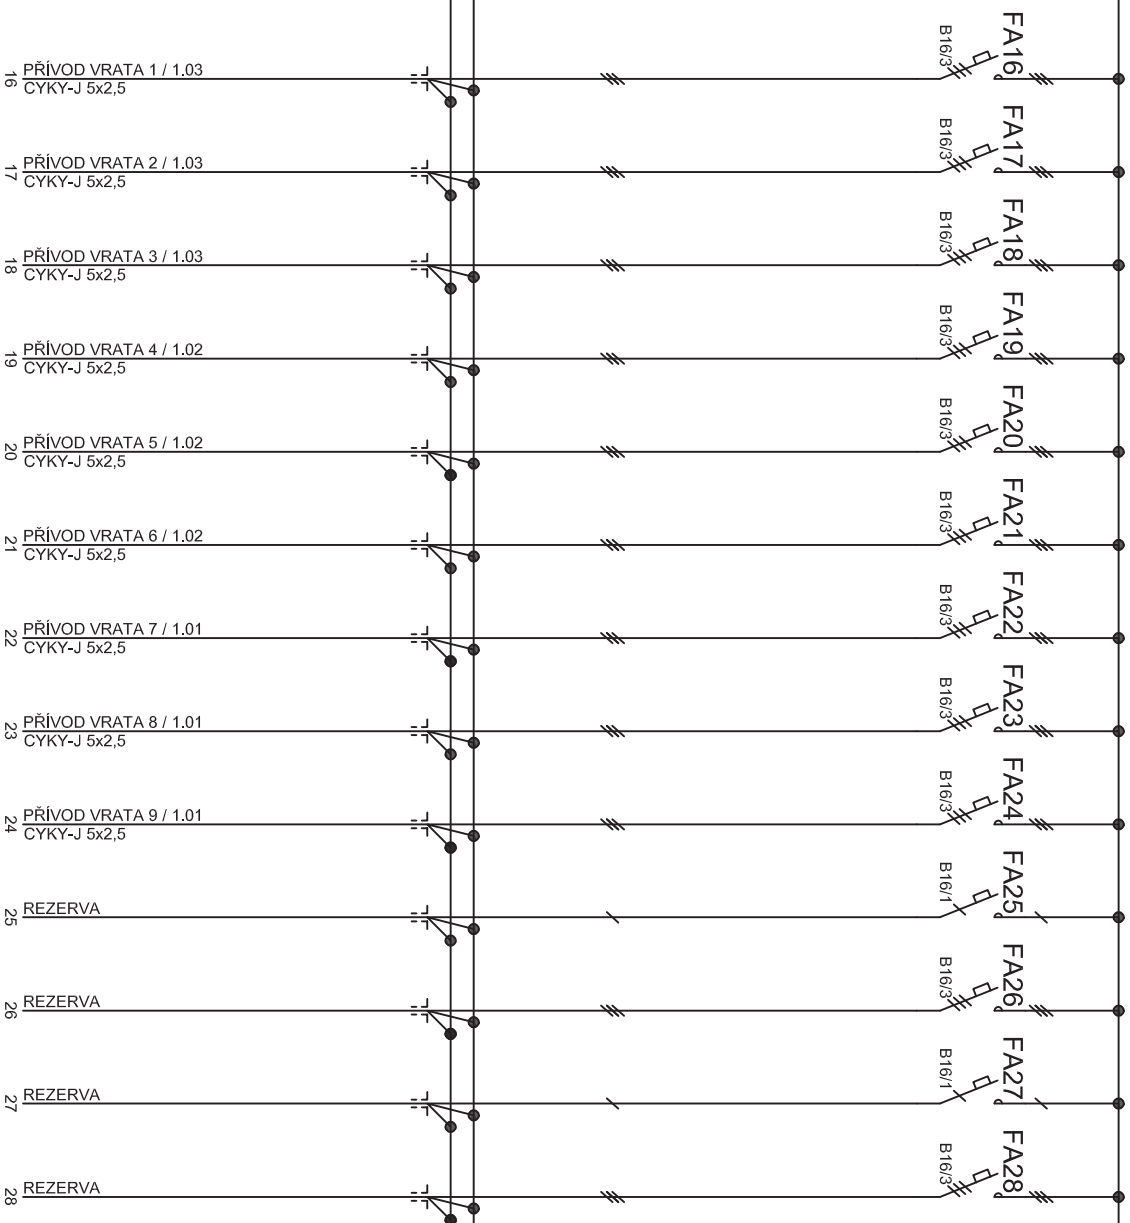 FA16
B16/3
PŘÍVOD VRATA 1 / 1.03
CYKY-J 5x2,5
16
FA17
B16/3
PŘÍVOD VRATA 2 / 1.03
CYKY-J 5x2,5
17
FA18
B16/3
PŘÍVOD VRATA 3 / 1.03
CYKY-J 5x2,5
18
FA19
B16/3
PŘÍVOD VRATA 4 / 1.02
CYKY-J 5x2,5
19
FA20
B16/3
PŘÍVOD VRATA 5 / 1.02
CYKY-J 5x2,5
20
FA21
B16/3
PŘÍVOD VRATA 6 / 1.02
CYKY-J 5x2,5
21
FA22
B16/3
PŘÍVOD VRATA 7 / 1.01
CYKY-J 5x2,5
22
FA23
B16/3
PŘÍVOD VRATA 8 / 1.01
CYKY-J 5x2,5
23
FA24
B16/3
PŘÍVOD VRATA 9 / 1.01
CYKY-J 5x2,5
24
FA25
B16/1
REZERVA
25
FA26
B16/3
REZERVA
26
FA27
B16/1
REZERVA
27
FA28
B16/3
REZERVA
28